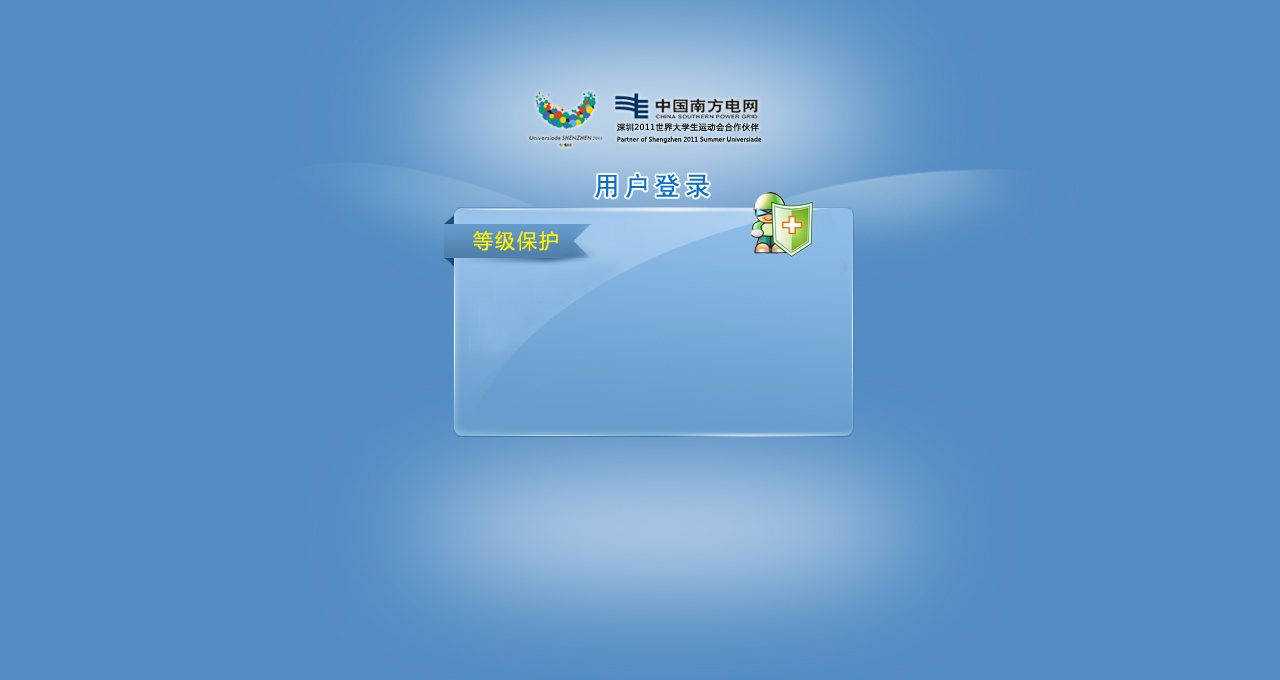 中国南方电网
CHINA SOUTHERN POWER GRID
深圳2011世界大学生运动会合作伙伴
Universiade SHENZHEN 2011
Partner of Shengzhen 2011 Summer Universiade
用户登录
等级保护